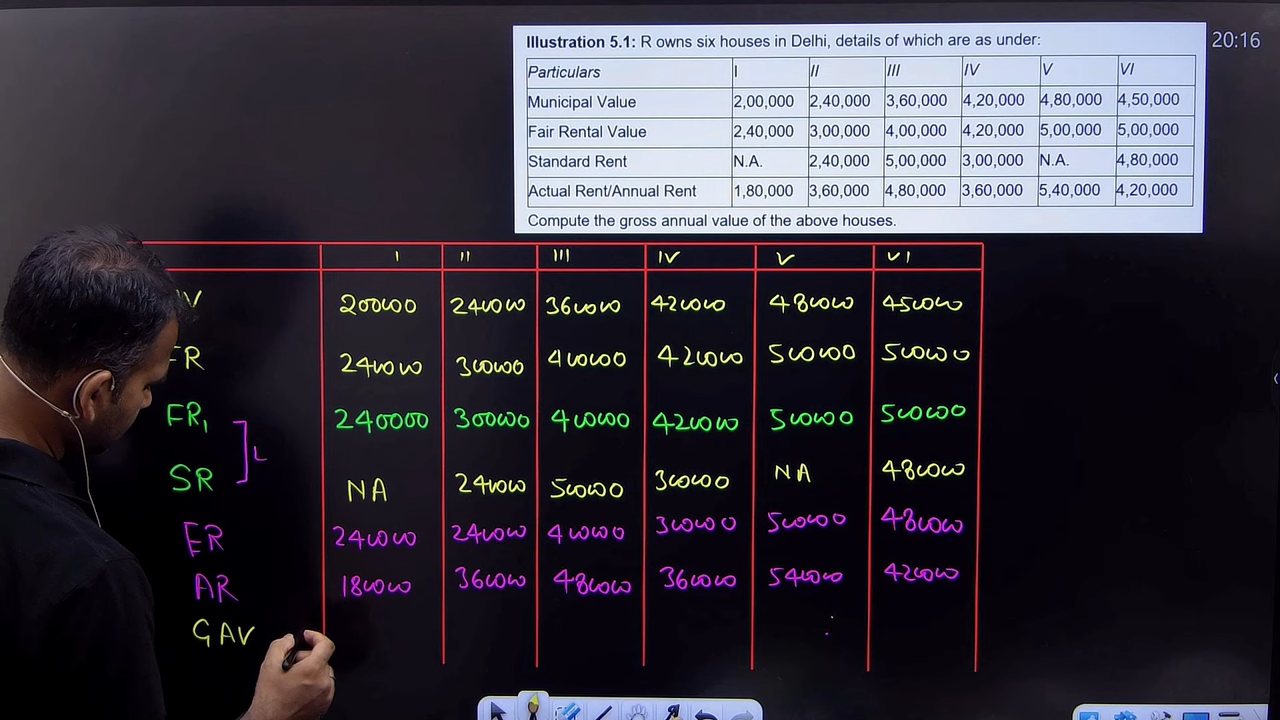 Illustration 5.1: R owns six houses in Delhi, details of which are as under:
20:16
Particulars I II III IV V VI
Municipal Value 2,00,000 2,40,000 3,60,000 4,20,000 4,80,000 4,50,000
Fair Rental Value 2,40,000 3,00,000 4,00,000 4,20,000 5,00,000 5,00,000
Standard Rent N.A. 2,40,000 5,00,000 3,00,000 N.A. 4,80,000
Actual Rent/Annual Rent 1,80,000 3,60,000 4,80,000 3,60,000 5,40,000 4,20,000
Compute the gross annual value of the above houses.
I II III IV V VI
V 200000 240000 360000 420000 480000 450000
FR 240000 300000 400000 420000 500000 500000
ER1 240000 300000 400000 420000 500000 500000
SR NA 240000 500000 300000 NA 480000
L
ER 240000 240000 400000 300000 500000 480000
AR 180000 360000 480000 360000 540000 420000
GAV